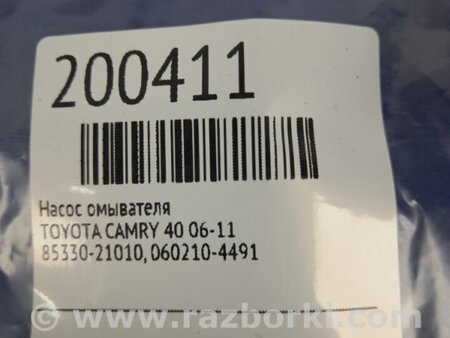 200411
Насос омывателя
TOYOTA CAMRY 40 06-11
85330-21010, 060210-4491
© www.razborki.com